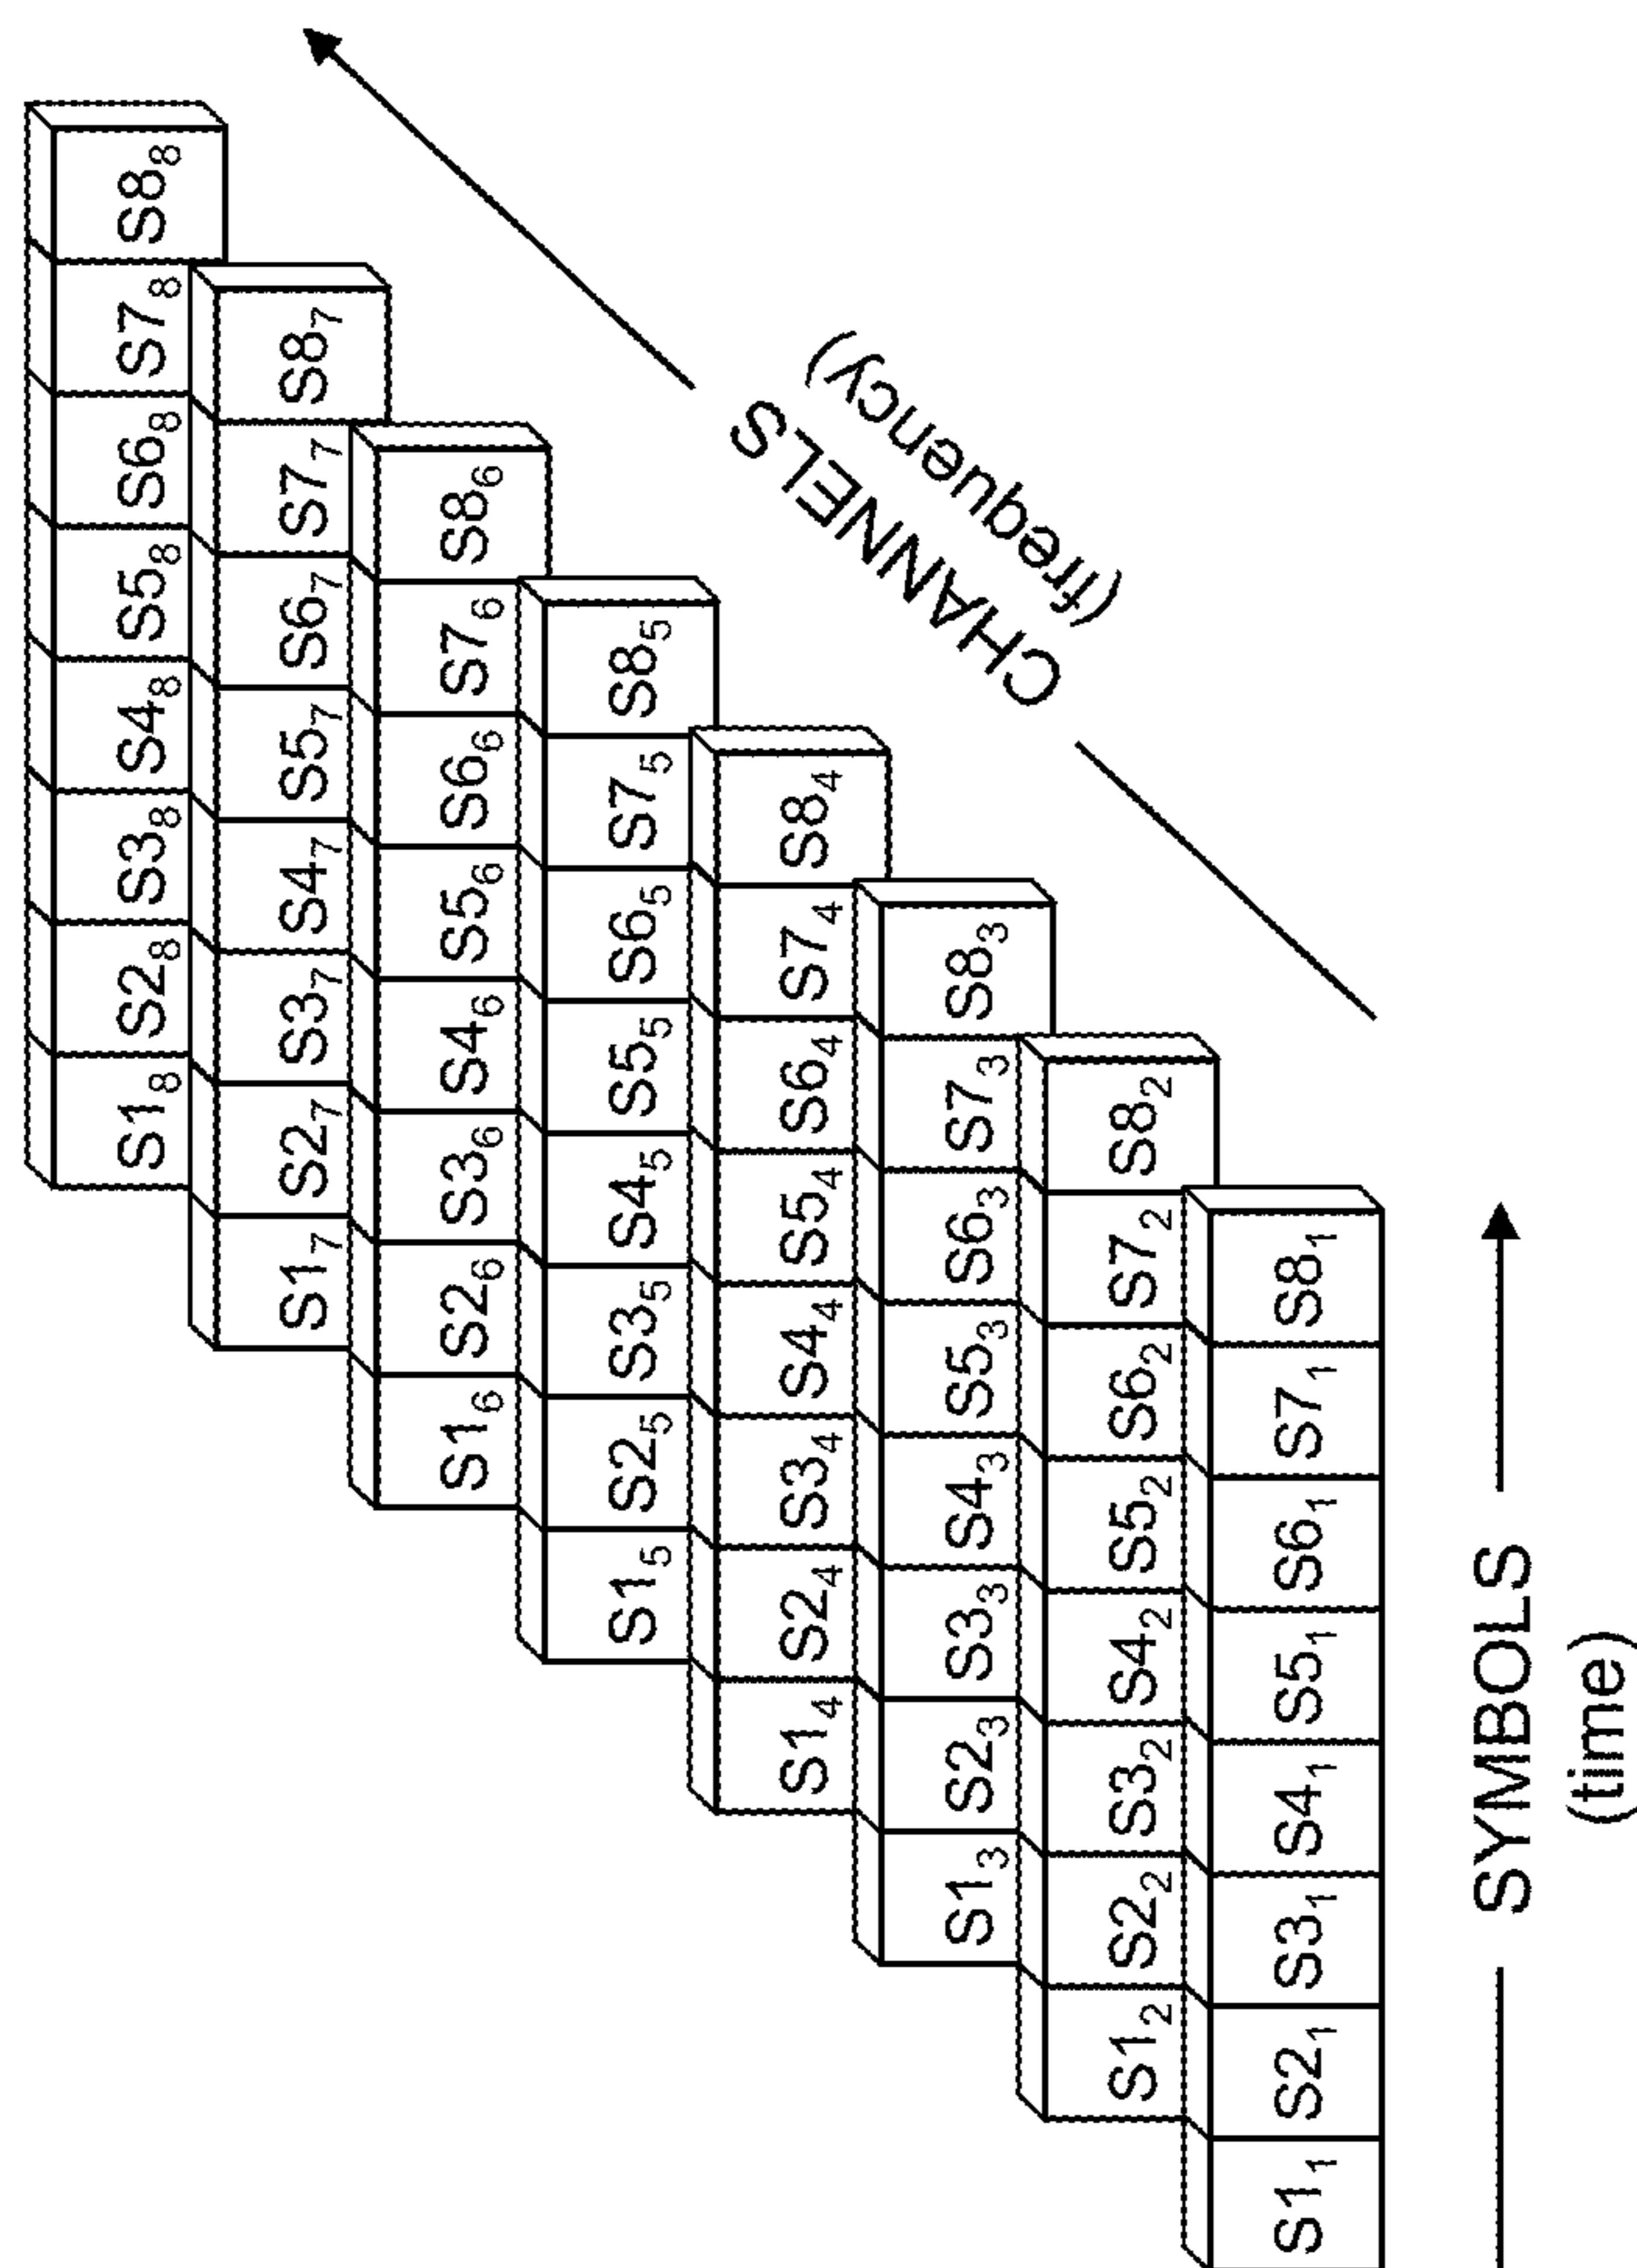 S1₈ S2₈ S3₈ S4₈ S5₈ S6₈ S7₈ S8₈
S1₇ S2₇ S3₇ S4₇ S5₇ S6₇ S7₇ S8₇
S1₆ S2₆ S3₆ S4₆ S5₆ S6₆ S7₆ S8₆
S1₅ S2₅ S3₅ S4₅ S5₅ S6₅ S7₅ S8₅
S1₄ S2₄ S3₄ S4₄ S5₄ S6₄ S7₄ S8₄
S1₃ S2₃ S3₃ S4₃ S5₃ S6₃ S7₃ S8₃
S1₂ S2₂ S3₂ S4₂ S5₂ S6₂ S7₂ S8₂
S1₁ S2₁ S3₁ S4₁ S5₁ S6₁ S7₁ S8₁
CHANNELS
(frequency)
SYMBOLS
(time)